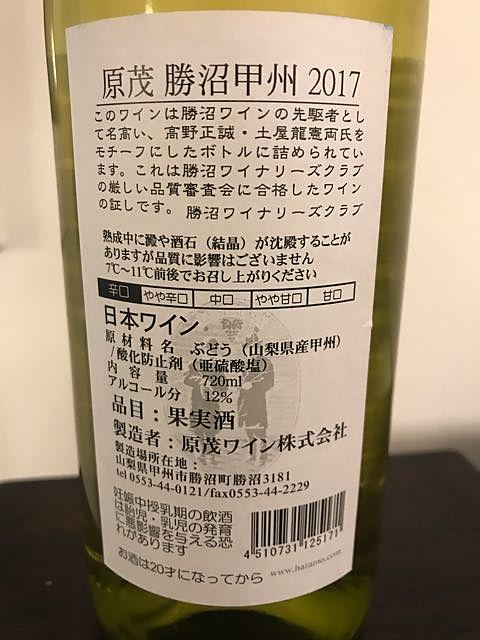 原茂 勝沼甲州 2017
このワインは勝沼ワインの先駆者とし
て名高い、高野正誠・土屋龍憲両氏を
モチーフにしたボトルに詰められてい
ます。これは勝沼ワイナリーズクラブ
の厳しい品質審査会に合格したワイン
の証しです。 勝沼ワイナリーズクラブ
熟成中に澱や酒石（結晶）が沈殿することが
ありますが品質に影響はございません
7℃～11℃前後でお召し上がりください
辛口 やや辛口 中口 やや甘口 甘口
日本ワイン
原材料名 ぶどう（山梨県産甲州）
/酸化防止剤（亜硫酸塩）
内容量 720ml
アルコール分 12%
品目：果実酒
製造者：原茂ワイン株式会社
製造場所在地：
山梨県甲州市勝沼町勝沼3181
tel 0553-44-0121/fax0553-44-2229
妊娠中授乳期の飲酒
は胎児・乳児の発育
に悪影響を与える恐
れがあります
4 510731 125171
お酒は20才になってから
www.haramo.com